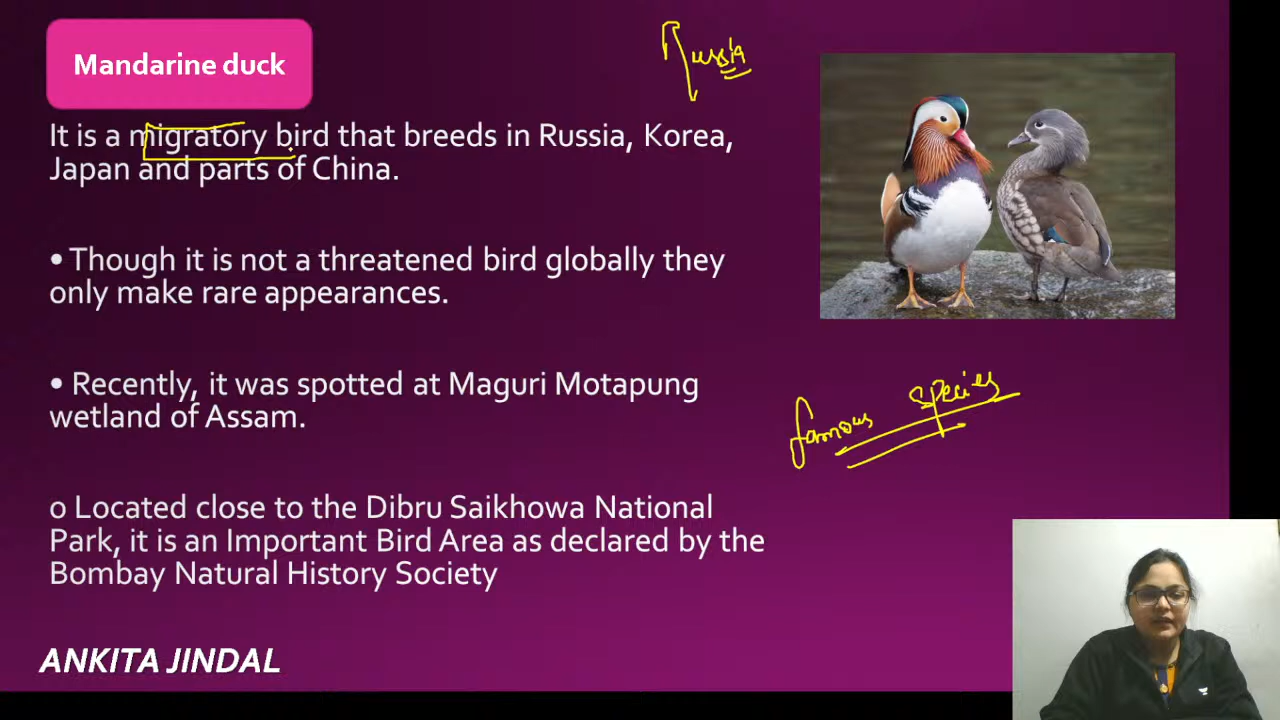 Mandarine duck
Russia
It is a migratory bird that breeds in Russia, Korea,
Japan and parts of China.
• Though it is not a threatened bird globally they
only make rare appearances.
• Recently, it was spotted at Maguri Motapung
wetland of Assam.
famous species
o Located close to the Dibru Saikhowa National
Park, it is an Important Bird Area as declared by the
Bombay Natural History Society
ANKITA JINDAL